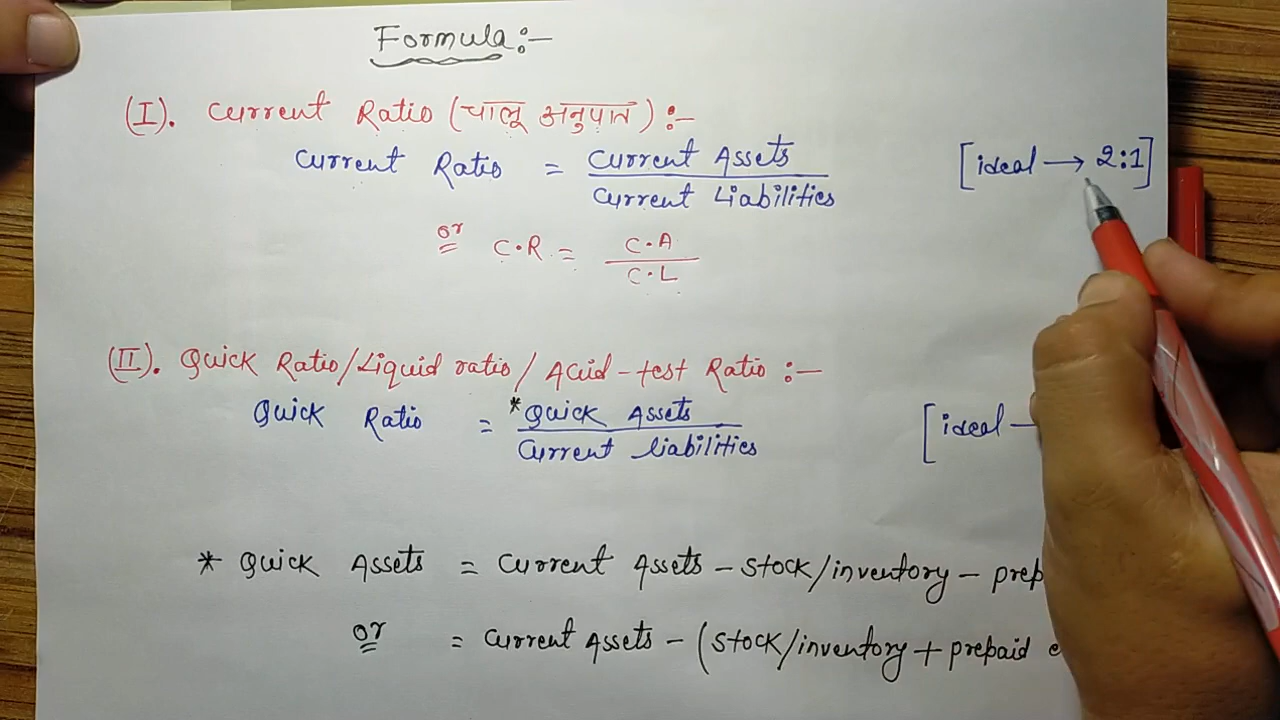 Formula:-
(I). Current Ratio (चालू अनुपात) :-
Current Ratio = Current Assets / Current Liabilities [ideal → 2:1]
or C.R = C.A / C.L
(II). Quick Ratio/Liquid ratio/Acid-test Ratio :-
Quick Ratio = *Quick Assets / Current liabilities [ideal –
* Quick Assets = Current Assets - stock/inventory - prep
or = Current Assets - (stock/inventory + prepaid e